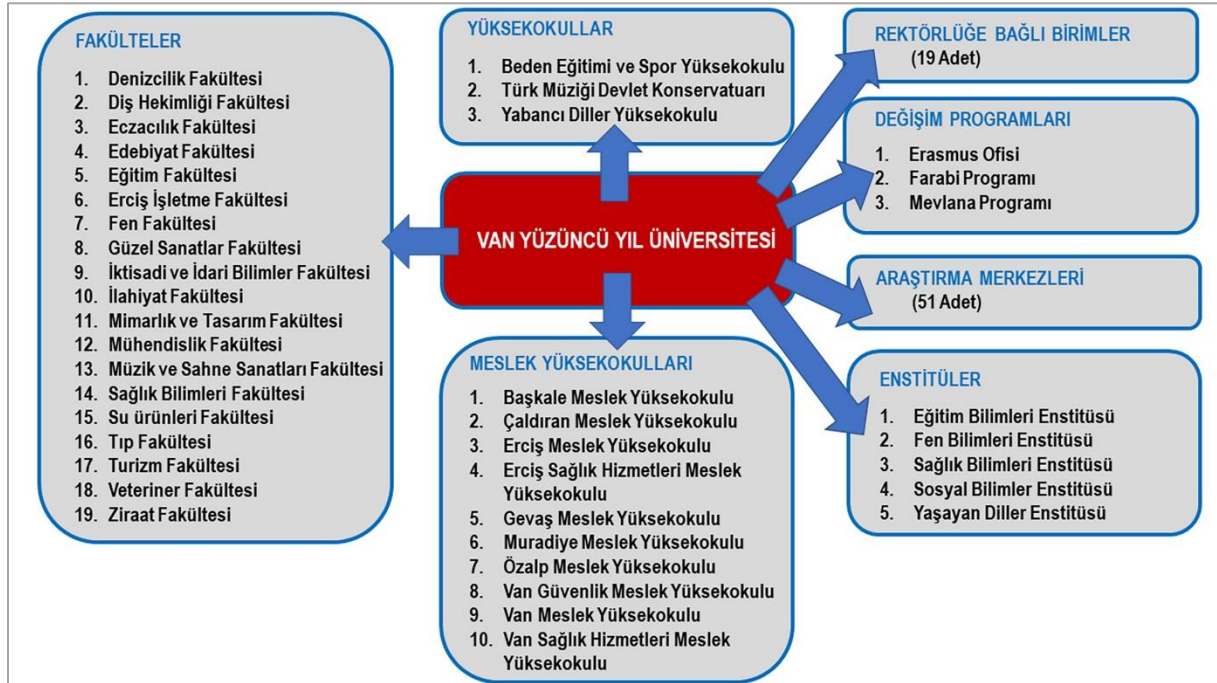 FAKÜLTELER
1. Denizcilik Fakültesi
2. Diş Hekimliği Fakültesi
3. Eczacılık Fakültesi
4. Edebiyat Fakültesi
5. Eğitim Fakültesi
6. Erciş İşletme Fakültesi
7. Fen Fakültesi
8. Güzel Sanatlar Fakültesi
9. İktisadi ve İdari Bilimler Fakültesi
10. İlahiyat Fakültesi
11. Mimarlık ve Tasarım Fakültesi
12. Mühendislik Fakültesi
13. Müzik ve Sahne Sanatları Fakültesi
14. Sağlık Bilimleri Fakültesi
15. Su ürünleri Fakültesi
16. Tıp Fakültesi
17. Turizm Fakültesi
18. Veteriner Fakültesi
19. Ziraat Fakültesi
YÜKSEKOKULLAR
1. Beden Eğitimi ve Spor Yüksekokulu
2. Türk Müziği Devlet Konservatuarı
3. Yabancı Diller Yüksekokulu
VAN YÜZÜNCÜ YIL ÜNİVERSİTESİ
MESLEK YÜKSEKOKULLARI
1. Başkale Meslek Yüksekokulu
2. Çaldıran Meslek Yüksekokulu
3. Erciş Meslek Yüksekokulu
4. Erciş Sağlık Hizmetleri Meslek
Yüksekokulu
5. Gevaş Meslek Yüksekokulu
6. Muradiye Meslek Yüksekokulu
7. Özalp Meslek Yüksekokulu
8. Van Güvenlik Meslek Yüksekokulu
9. Van Meslek Yüksekokulu
10. Van Sağlık Hizmetleri Meslek
Yüksekokulu
REKTÖRLÜĞE BAĞLI BİRİMLER
(19 Adet)
DEĞİŞİM PROGRAMLARI
1. Erasmus Ofisi
2. Farabi Programı
3. Mevlana Programı
ARAŞTIRMA MERKEZLERİ
(51 Adet)
ENSTİTÜLER
1. Eğitim Bilimleri Enstitüsü
2. Fen Bilimleri Enstitüsü
3. Sağlık Bilimleri Enstitüsü
4. Sosyal Bilimler Enstitüsü
5. Yaşayan Diller Enstitüsü